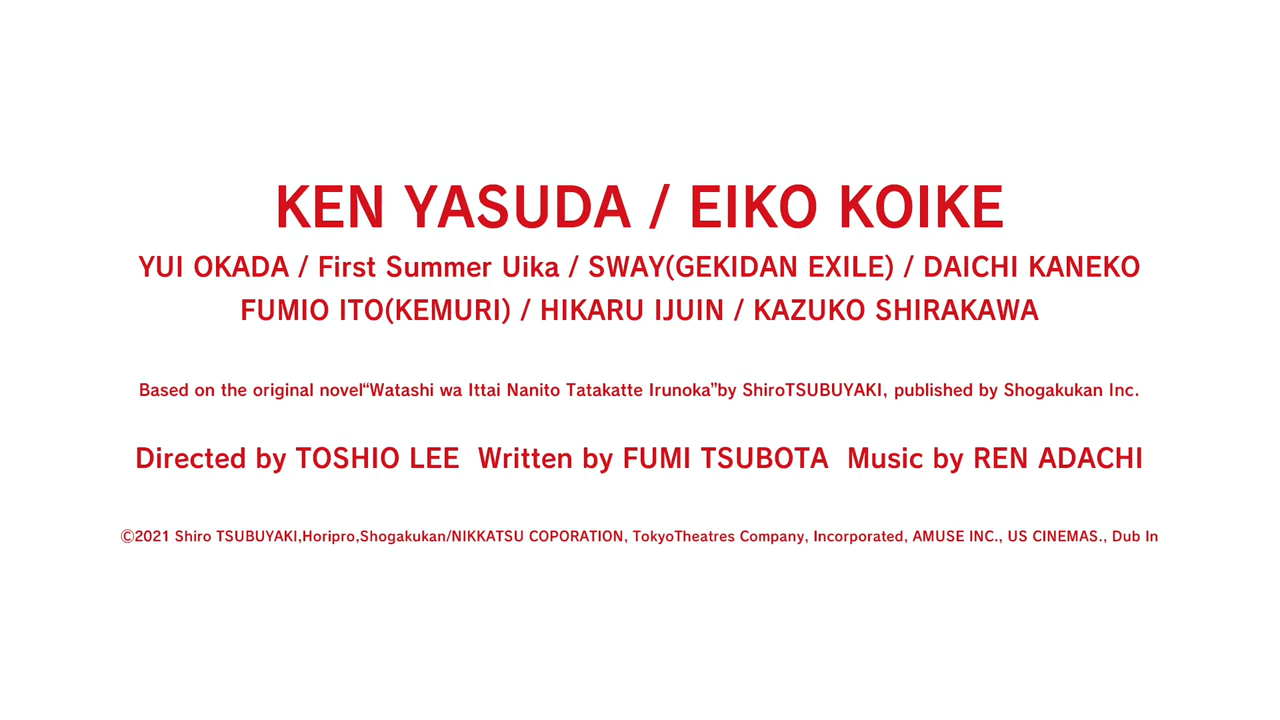 KEN YASUDA / EIKO KOIKE
YUI OKADA / First Summer Uika / SWAY(GEKIDAN EXILE) / DAICHI KANEKO
FUMIO ITO(KEMURI) / HIKARU IJUIN / KAZUKO SHIRAKAWA
Based on the original novel“Watashi wa Ittai Nanito Tatakatte Irunoka”by ShiroTSUBUYAKI, published by Shogakukan Inc.
Directed by TOSHIO LEE  Written by FUMI TSUBOTA  Music by REN ADACHI
©2021 Shiro TSUBUYAKI,Horipro,Shogakukan/NIKKATSU COPORATION, TokyoTheatres Company, Incorporated, AMUSE INC., US CINEMAS., Dub In